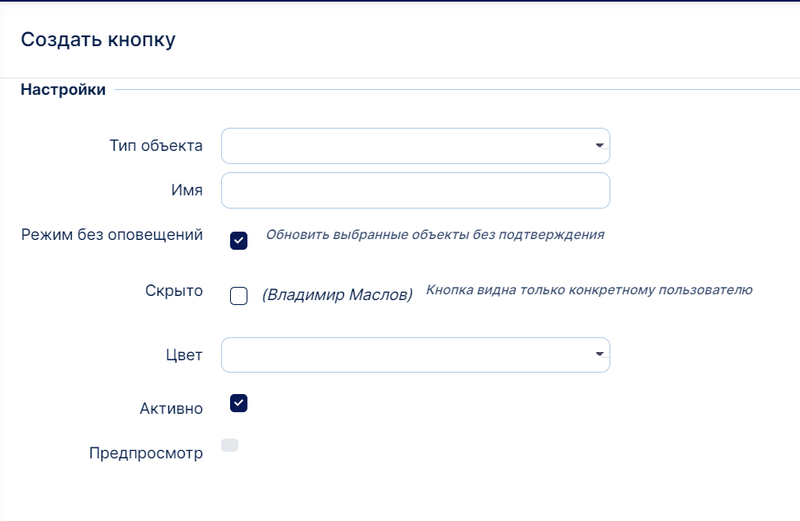 Создать кнопку
Настройки
Тип объекта
Имя
Режим без оповещений Обновить выбранные объекты без подтверждения
Скрыто (Владимир Маслов) Кнопка видна только конкретному пользователю
Цвет
Активно
Предпросмотр